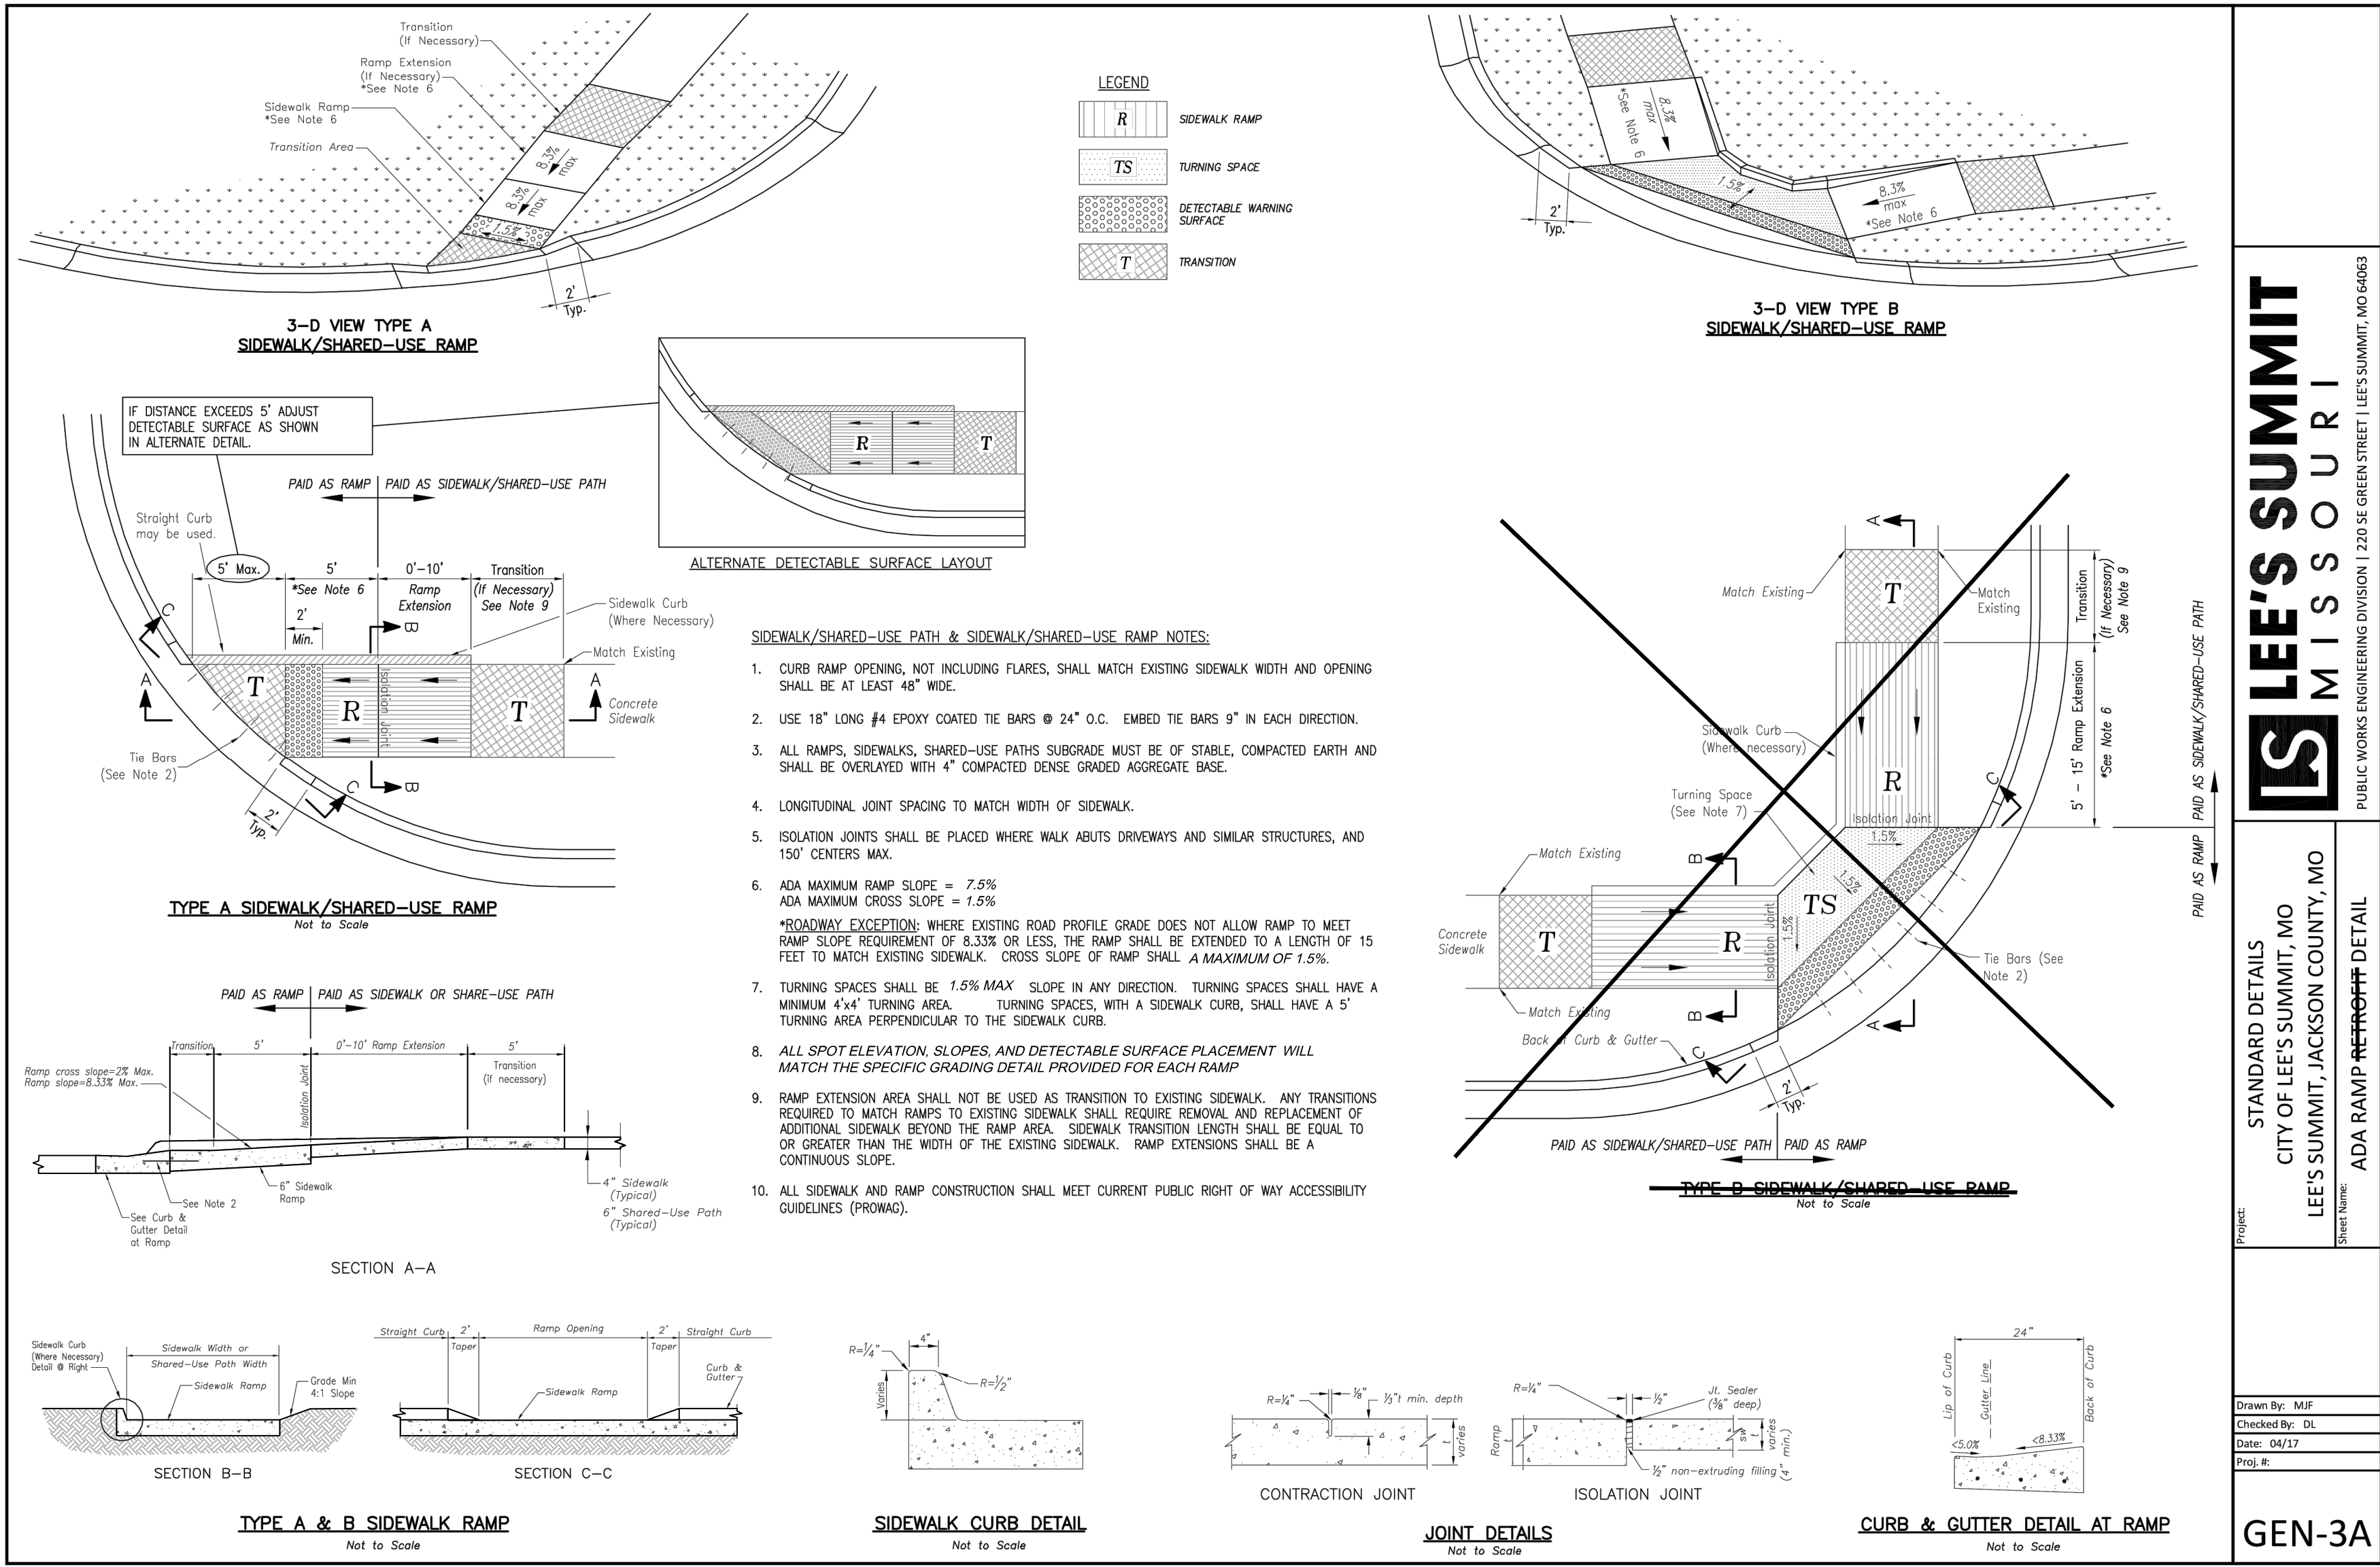 Transition
(If Necessary)
Ramp Extension
(If Necessary)
*See Note 6
Sidewalk Ramp
*See Note 6
Transition Area
8.3%
max
8.3%
max
1.5%
2'
Typ.
3-D VIEW TYPE A
SIDEWALK/SHARED-USE RAMP
LEGEND
R
SIDEWALK RAMP
TS
TURNING SPACE
DETECTABLE WARNING
SURFACE
T
TRANSITION
8.3%
max
*See Note 6
1.5%
8.3%
max
*See Note 6
2'
Typ.
3-D VIEW TYPE B
SIDEWALK/SHARED-USE RAMP
IF DISTANCE EXCEEDS 5' ADJUST
DETECTABLE SURFACE AS SHOWN
IN ALTERNATE DETAIL.
R
T
ALTERNATE DETECTABLE SURFACE LAYOUT
PAID AS RAMP
PAID AS SIDEWALK/SHARED-USE PATH
Straight Curb
may be used.
5' Max.
5'
*See Note 6
0'-10'
Ramp
Extension
Transition
(If Necessary)
See Note 9
2'
Min.
Sidewalk Curb
(Where Necessary)
Match Existing
Concrete
Sidewalk
A
A
B
B
C
C
T
R
Isolation Joint
T
Tie Bars
(See Note 2)
2'
Typ.
TYPE A SIDEWALK/SHARED-USE RAMP
Not to Scale
SIDEWALK/SHARED-USE PATH & SIDEWALK/SHARED-USE RAMP NOTES:
1. CURB RAMP OPENING, NOT INCLUDING FLARES, SHALL MATCH EXISTING SIDEWALK WIDTH AND OPENING
SHALL BE AT LEAST 48" WIDE.
2. USE 18" LONG #4 EPOXY COATED TIE BARS @ 24" O.C. EMBED TIE BARS 9" IN EACH DIRECTION.
3. ALL RAMPS, SIDEWALKS, SHARED-USE PATHS SUBGRADE MUST BE OF STABLE, COMPACTED EARTH AND
SHALL BE OVERLAYED WITH 4" COMPACTED DENSE GRADED AGGREGATE BASE.
4. LONGITUDINAL JOINT SPACING TO MATCH WIDTH OF SIDEWALK.
5. ISOLATION JOINTS SHALL BE PLACED WHERE WALK ABUTS DRIVEWAYS AND SIMILAR STRUCTURES, AND
150' CENTERS MAX.
6. ADA MAXIMUM RAMP SLOPE = 7.5%
ADA MAXIMUM CROSS SLOPE = 1.5%
*ROADWAY EXCEPTION: WHERE EXISTING ROAD PROFILE GRADE DOES NOT ALLOW RAMP TO MEET
RAMP SLOPE REQUIREMENT OF 8.33% OR LESS, THE RAMP SHALL BE EXTENDED TO A LENGTH OF 15
FEET TO MATCH EXISTING SIDEWALK. CROSS SLOPE OF RAMP SHALL A MAXIMUM OF 1.5%.
7. TURNING SPACES SHALL BE 1.5% MAX SLOPE IN ANY DIRECTION. TURNING SPACES SHALL HAVE A
MINIMUM 4'x4' TURNING AREA. TURNING SPACES, WITH A SIDEWALK CURB, SHALL HAVE A 5'
TURNING AREA PERPENDICULAR TO THE SIDEWALK CURB.
8. ALL SPOT ELEVATION, SLOPES, AND DETECTABLE SURFACE PLACEMENT WILL
MATCH THE SPECIFIC GRADING DETAIL PROVIDED FOR EACH RAMP
9. RAMP EXTENSION AREA SHALL NOT BE USED AS TRANSITION TO EXISTING SIDEWALK. ANY TRANSITIONS
REQUIRED TO MATCH RAMPS TO EXISTING SIDEWALK SHALL REQUIRE REMOVAL AND REPLACEMENT OF
ADDITIONAL SIDEWALK BEYOND THE RAMP AREA. SIDEWALK TRANSITION LENGTH SHALL BE EQUAL TO
OR GREATER THAN THE WIDTH OF THE EXISTING SIDEWALK. RAMP EXTENSIONS SHALL BE A
CONTINUOUS SLOPE.
10. ALL SIDEWALK AND RAMP CONSTRUCTION SHALL MEET CURRENT PUBLIC RIGHT OF WAY ACCESSIBILITY
GUIDELINES (PROWAG).
A
Match Existing
Match
Existing
T
Transition
(If Necessary)
See Note 9
Sidewalk Curb
(Where necessary)
R
5' - 15' Ramp Extension
*See Note 6
PAID AS SIDEWALK/SHARED-USE PATH
PAID AS RAMP
Turning Space
(See Note 7)
Isolation Joint
1.5%
C
Match Existing
B
Concrete
Sidewalk
T
R
Isolation Joint
1.5%
TS
1.5%
Tie Bars (See
Note 2)
Match Existing
B
A
Back of Curb & Gutter
C
2'
Typ.
PAID AS SIDEWALK/SHARED-USE PATH
PAID AS RAMP
TYPE B SIDEWALK/SHARED-USE RAMP
Not to Scale
PAID AS RAMP
PAID AS SIDEWALK OR SHARE-USE PATH
Transition
5'
0'-10' Ramp Extension
5'
Transition
(if necessary)
Ramp cross slope=2% Max.
Ramp slope=8.33% Max.
Isolation Joint
6" Sidewalk
Ramp
See Note 2
See Curb &
Gutter Detail
at Ramp
4" Sidewalk
(Typical)
6" Shared-Use Path
(Typical)
SECTION A-A
Sidewalk Curb
(Where Necessary)
Detail @ Right
Sidewalk Width or
Shared-Use Path Width
Sidewalk Ramp
Grade Min
4:1 Slope
SECTION B-B
Straight Curb
2'
Taper
Ramp Opening
2'
Taper
Straight Curb
Curb &
Gutter
Sidewalk Ramp
SECTION C-C
TYPE A & B SIDEWALK RAMP
Not to Scale
4"
R=¼"
R=½"
Varies
SIDEWALK CURB DETAIL
Not to Scale
R=¼"
⅛"
⅓"t min. depth
t
varies
CONTRACTION JOINT
R=¼"
½"
Jt. Sealer
(⅜" deep)
Ramp
t
sw
t
varies
(4" min.)
½" non-extruding filling
ISOLATION JOINT
JOINT DETAILS
Not to Scale
24"
Lip of Curb
Gutter Line
Back of Curb
<5.0%
<8.33%
CURB & GUTTER DETAIL AT RAMP
Not to Scale
LS LEE'S SUMMIT
MISSOURI
PUBLIC WORKS ENGINEERING DIVISION | 220 SE GREEN STREET | LEE'S SUMMIT, MO 64063
Project:
STANDARD DETAILS
CITY OF LEE'S SUMMIT, MO
LEE'S SUMMIT, JACKSON COUNTY, MO
Sheet Name:
ADA RAMP RETROFIT DETAIL
Drawn By: MJF
Checked By: DL
Date: 04/17
Proj. #:
GEN-3A